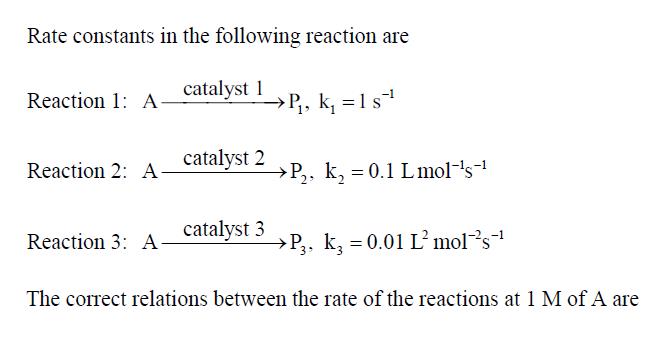 Rate constants in the following reaction are
Reaction 1: A —catalyst 1→ P₁, k₁ = 1 s⁻¹
Reaction 2: A —catalyst 2→ P₂, k₂ = 0.1 L mol⁻¹s⁻¹
Reaction 3: A —catalyst 3→ P₃, k₃ = 0.01 L² mol⁻²s⁻¹
The correct relations between the rate of the reactions at 1 M of A are